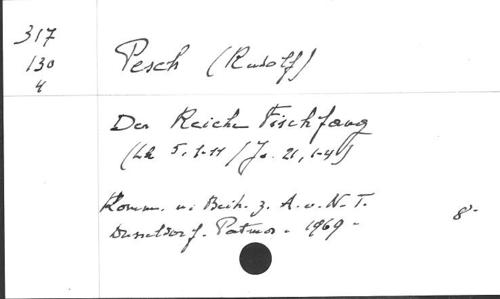 317
130
4
Pesch (Rudolf)
Der Reiche Fischfang
(Lk 5, 1-11 / Jo. 21, 1-4)
Komm. u. Beih. z. A. u. N. T.
Düsseldorf. Patmos - 1969 -
8°-